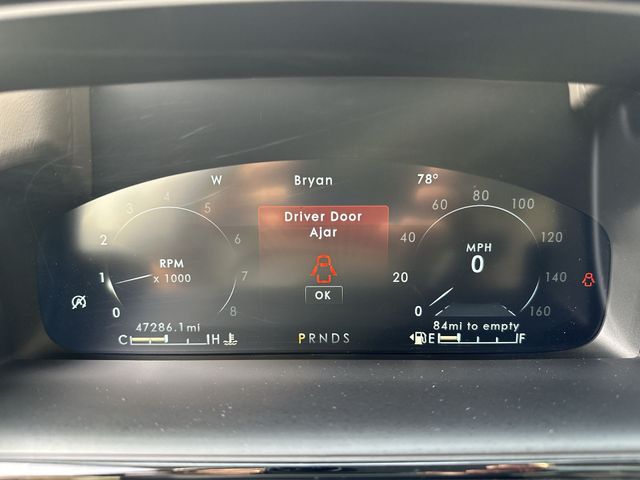 W Bryan 78°
Driver Door
Ajar
OK
0 1 2 3 4 5 6 7 8
RPM
x 1000
0 20 40 60 80 100 120 140 160
MPH
0
47286.1mi
C H
PRNDS
84mi to empty
E F